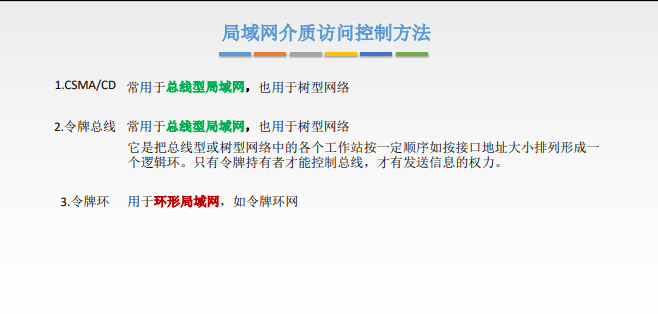 局域网介质访问控制方法
1.CSMA/CD 常用于总线型局域网，也用于树型网络
2.令牌总线 常用于总线型局域网，也用于树型网络
它是把总线型或树型网络中的各个工作站按一定顺序如按接口地址大小排列形成一
个逻辑环。只有令牌持有者才能控制总线，才有发送信息的权力。
3.令牌环 用于环形局域网，如令牌环网